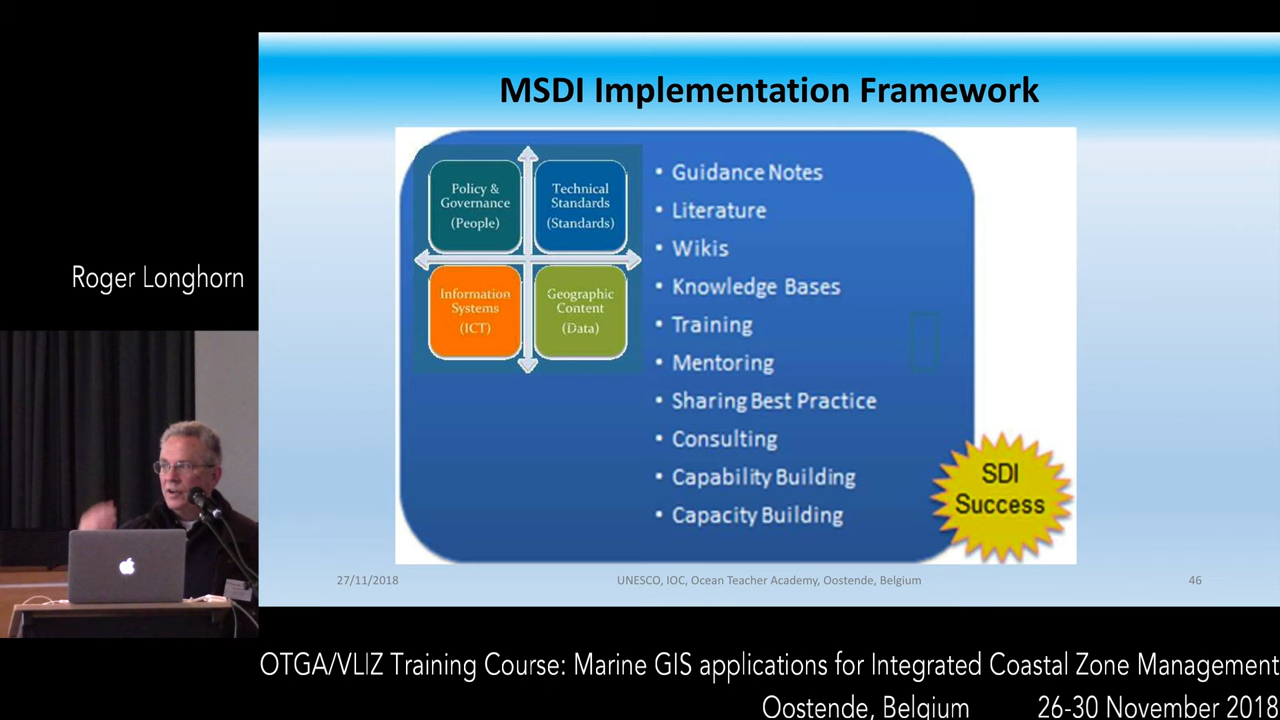 MSDI Implementation Framework
Policy &
Governance
(People)
Technical
Standards
(Standards)
Information
Systems
(ICT)
Geographic
Content
(Data)
• Guidance Notes
• Literature
• Wikis
• Knowledge Bases
• Training
• Mentoring
• Sharing Best Practice
• Consulting
• Capability Building
• Capacity Building
SDI
Success
Roger Longhorn
27/11/2018
UNESCO, IOC, Ocean Teacher Academy, Oostende, Belgium
46
OTGA/VLIZ Training Course: Marine GIS applications for Integrated Coastal Zone Management
Oostende, Belgium 26-30 November 2018